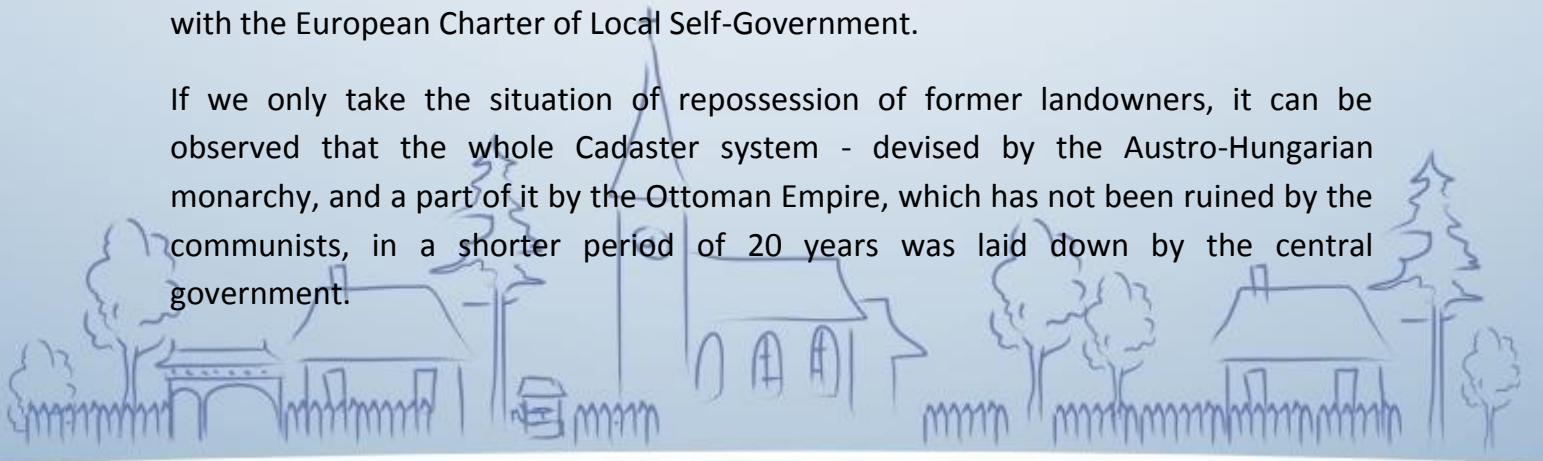 with the European Charter of Local Self-Government.
If we only take the situation of repossession of former landowners, it can be
observed that the whole Cadaster system - devised by the Austro-Hungarian
monarchy, and a part of it by the Ottoman Empire, which has not been ruined by the
communists, in a shorter period of 20 years was laid down by the central
government.